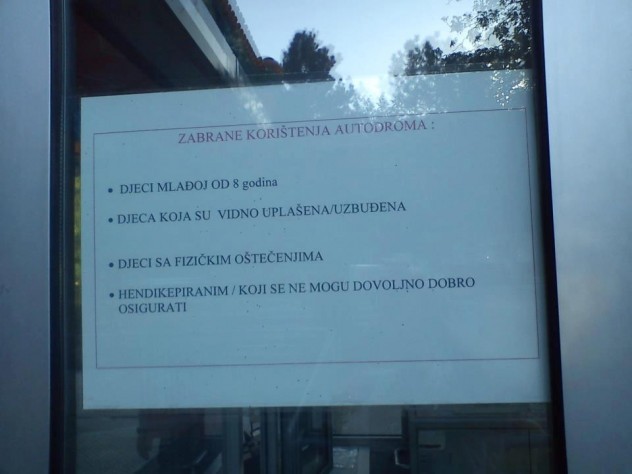 ZABRANE KORIŠTENJA AUTODROMA :
• DJECI MLAĐOJ OD 8 godina
• DJECA KOJA SU VIDNO UPLAŠENA/UZBUĐENA
• DJECI SA FIZIČKIM OŠTEČENJIMA
• HENDIKEPIRANIM / KOJI SE NE MOGU DOVOLJNO DOBRO
OSIGURATI